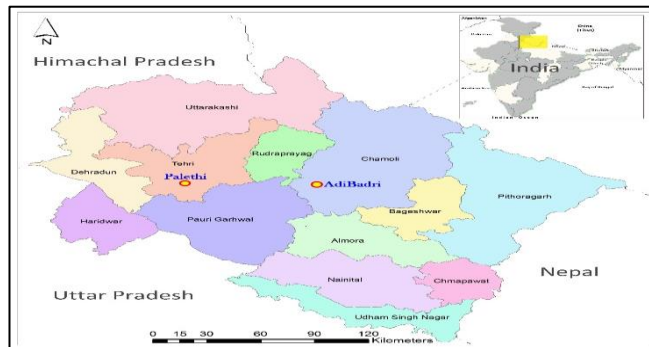 N
Himachal Pradesh
India
Uttarakashi
Dehradun
Tehri
Rudraprayag
Chamoli
Palethi
AdiBadri
Pithoragarh
Haridwar
Pauri Garhwal
Bageshwar
Almora
Nepal
Nainital
Chmapawat
Uttar Pradesh
Udham Singh Nagar
0 15 30 60 90 120
Kilometers